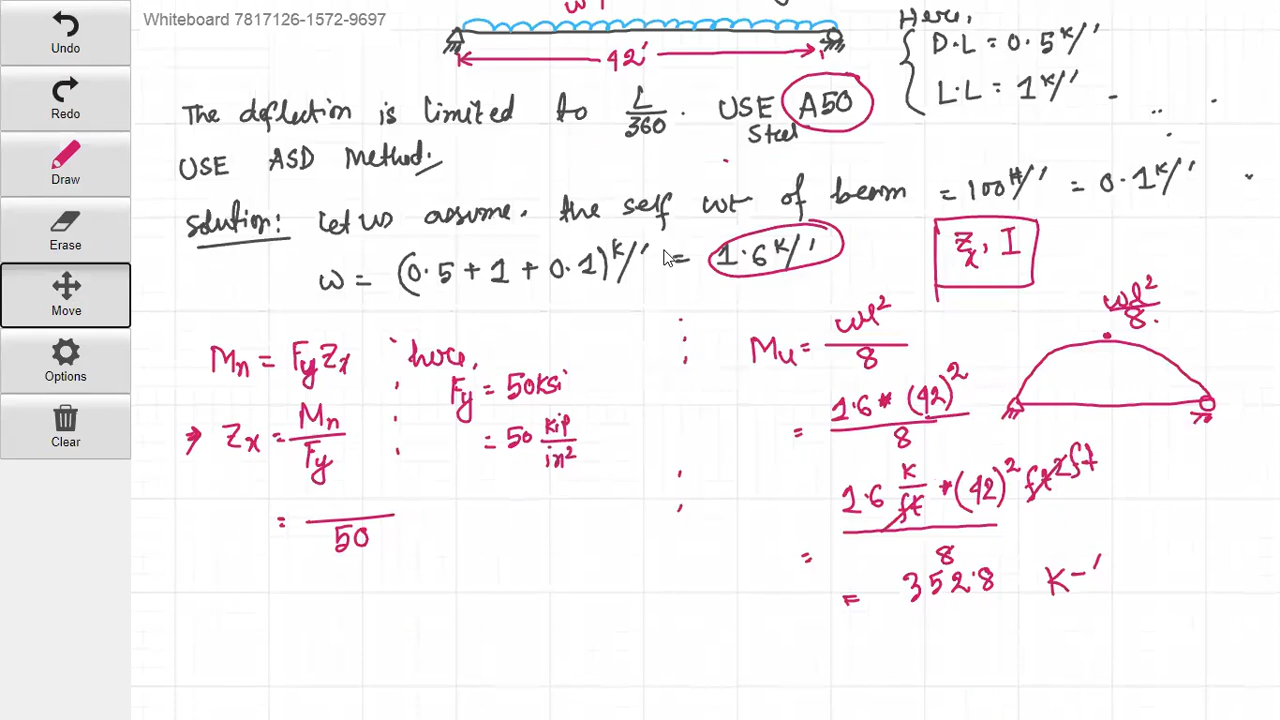 Undo
Redo
Draw
Erase
Move
Options
Clear
Whiteboard 7817126-1572-9697
42'
Here,
D.L = 0.5 K/'
L.L = 1 K/'
The deflection is limited to L/360 . USE A50
Steel
USE ASD Method.
Solution: Let us assume, the self wt of beam = 100 #/' = 0.1 K/'
w = (0.5 + 1 + 0.1) K/' = 1.6 K/'
Zx, I
Mn = Fy Zx
⇒ Zx = Mn/Fy
= /50
here,
Fy = 50 ksi
= 50 kip/in²
Mu = wl²/8
= 1.6 * (42)²/8
= 1.6 K/ft * (42)² ft² ft/8
= 352.8 K-'
wl²/8.